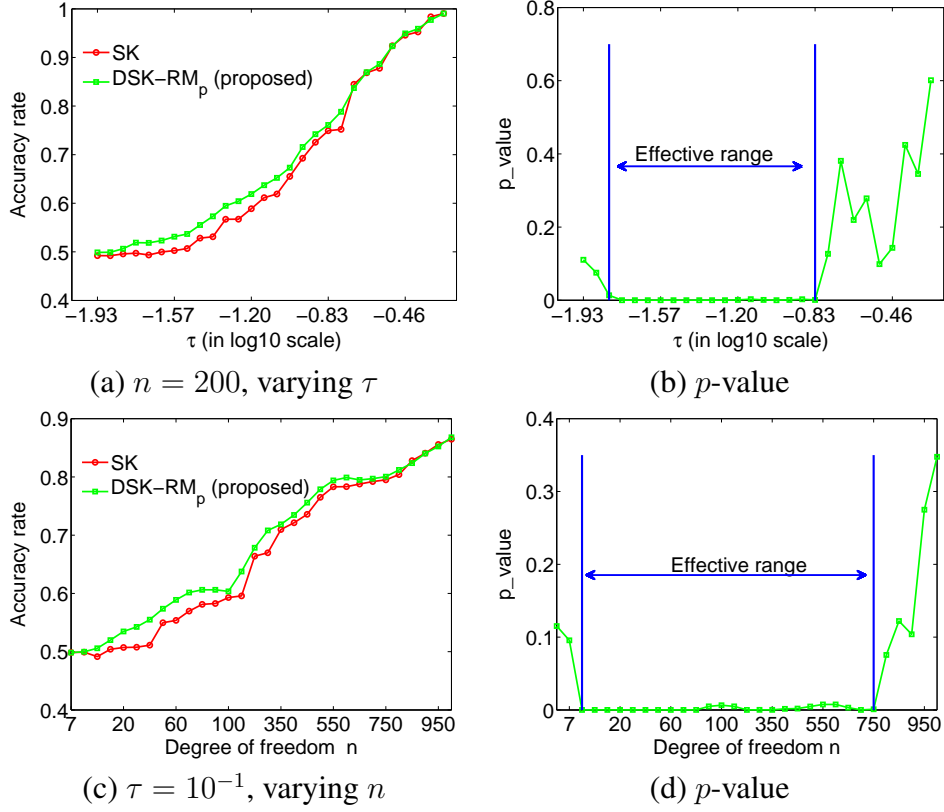 1
0.9
0.8
0.7
0.6
0.5
0.4
Accuracy rate
SK
DSK−RMp (proposed)
−1.93 −1.57 −1.20 −0.83 −0.46
τ (in log10 scale)
(a) n = 200, varying τ
0.8
0.6
0.4
0.2
0
p_value
Effective range
−1.93 −1.57 −1.20 −0.83 −0.46
τ (in log10 scale)
(b) p-value
0.9
0.8
0.7
0.6
0.5
0.4
Accuracy rate
SK
DSK−RMp (proposed)
7 20 60 100 350 550 750 950
Degree of freedom n
(c) τ = 10−1, varying n
0.4
0.3
0.2
0.1
0
p_value
Effective range
7 20 60 100 350 550 750 950
Degree of freedom n
(d) p-value